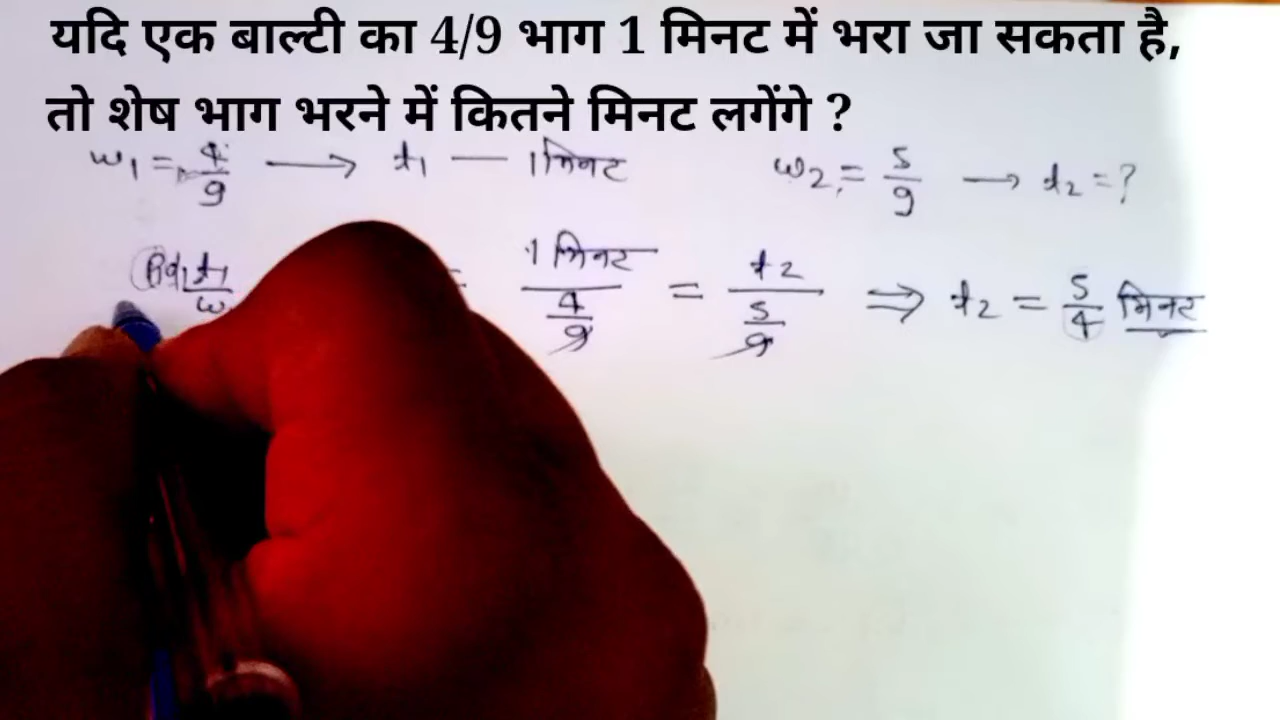 यदि एक बाल्टी का 4/9 भाग 1 मिनट में भरा जा सकता है,
तो शेष भाग भरने में कितने मिनट लगेंगे ?
w₁ = 4/9 → t₁ — 1 मिनट w₂ = 5/9 → t₂ = ?
t₁/w = 1 मिनट/(4/9) = t₂/(5/9) ⇒ t₂ = 5/4 मिनट